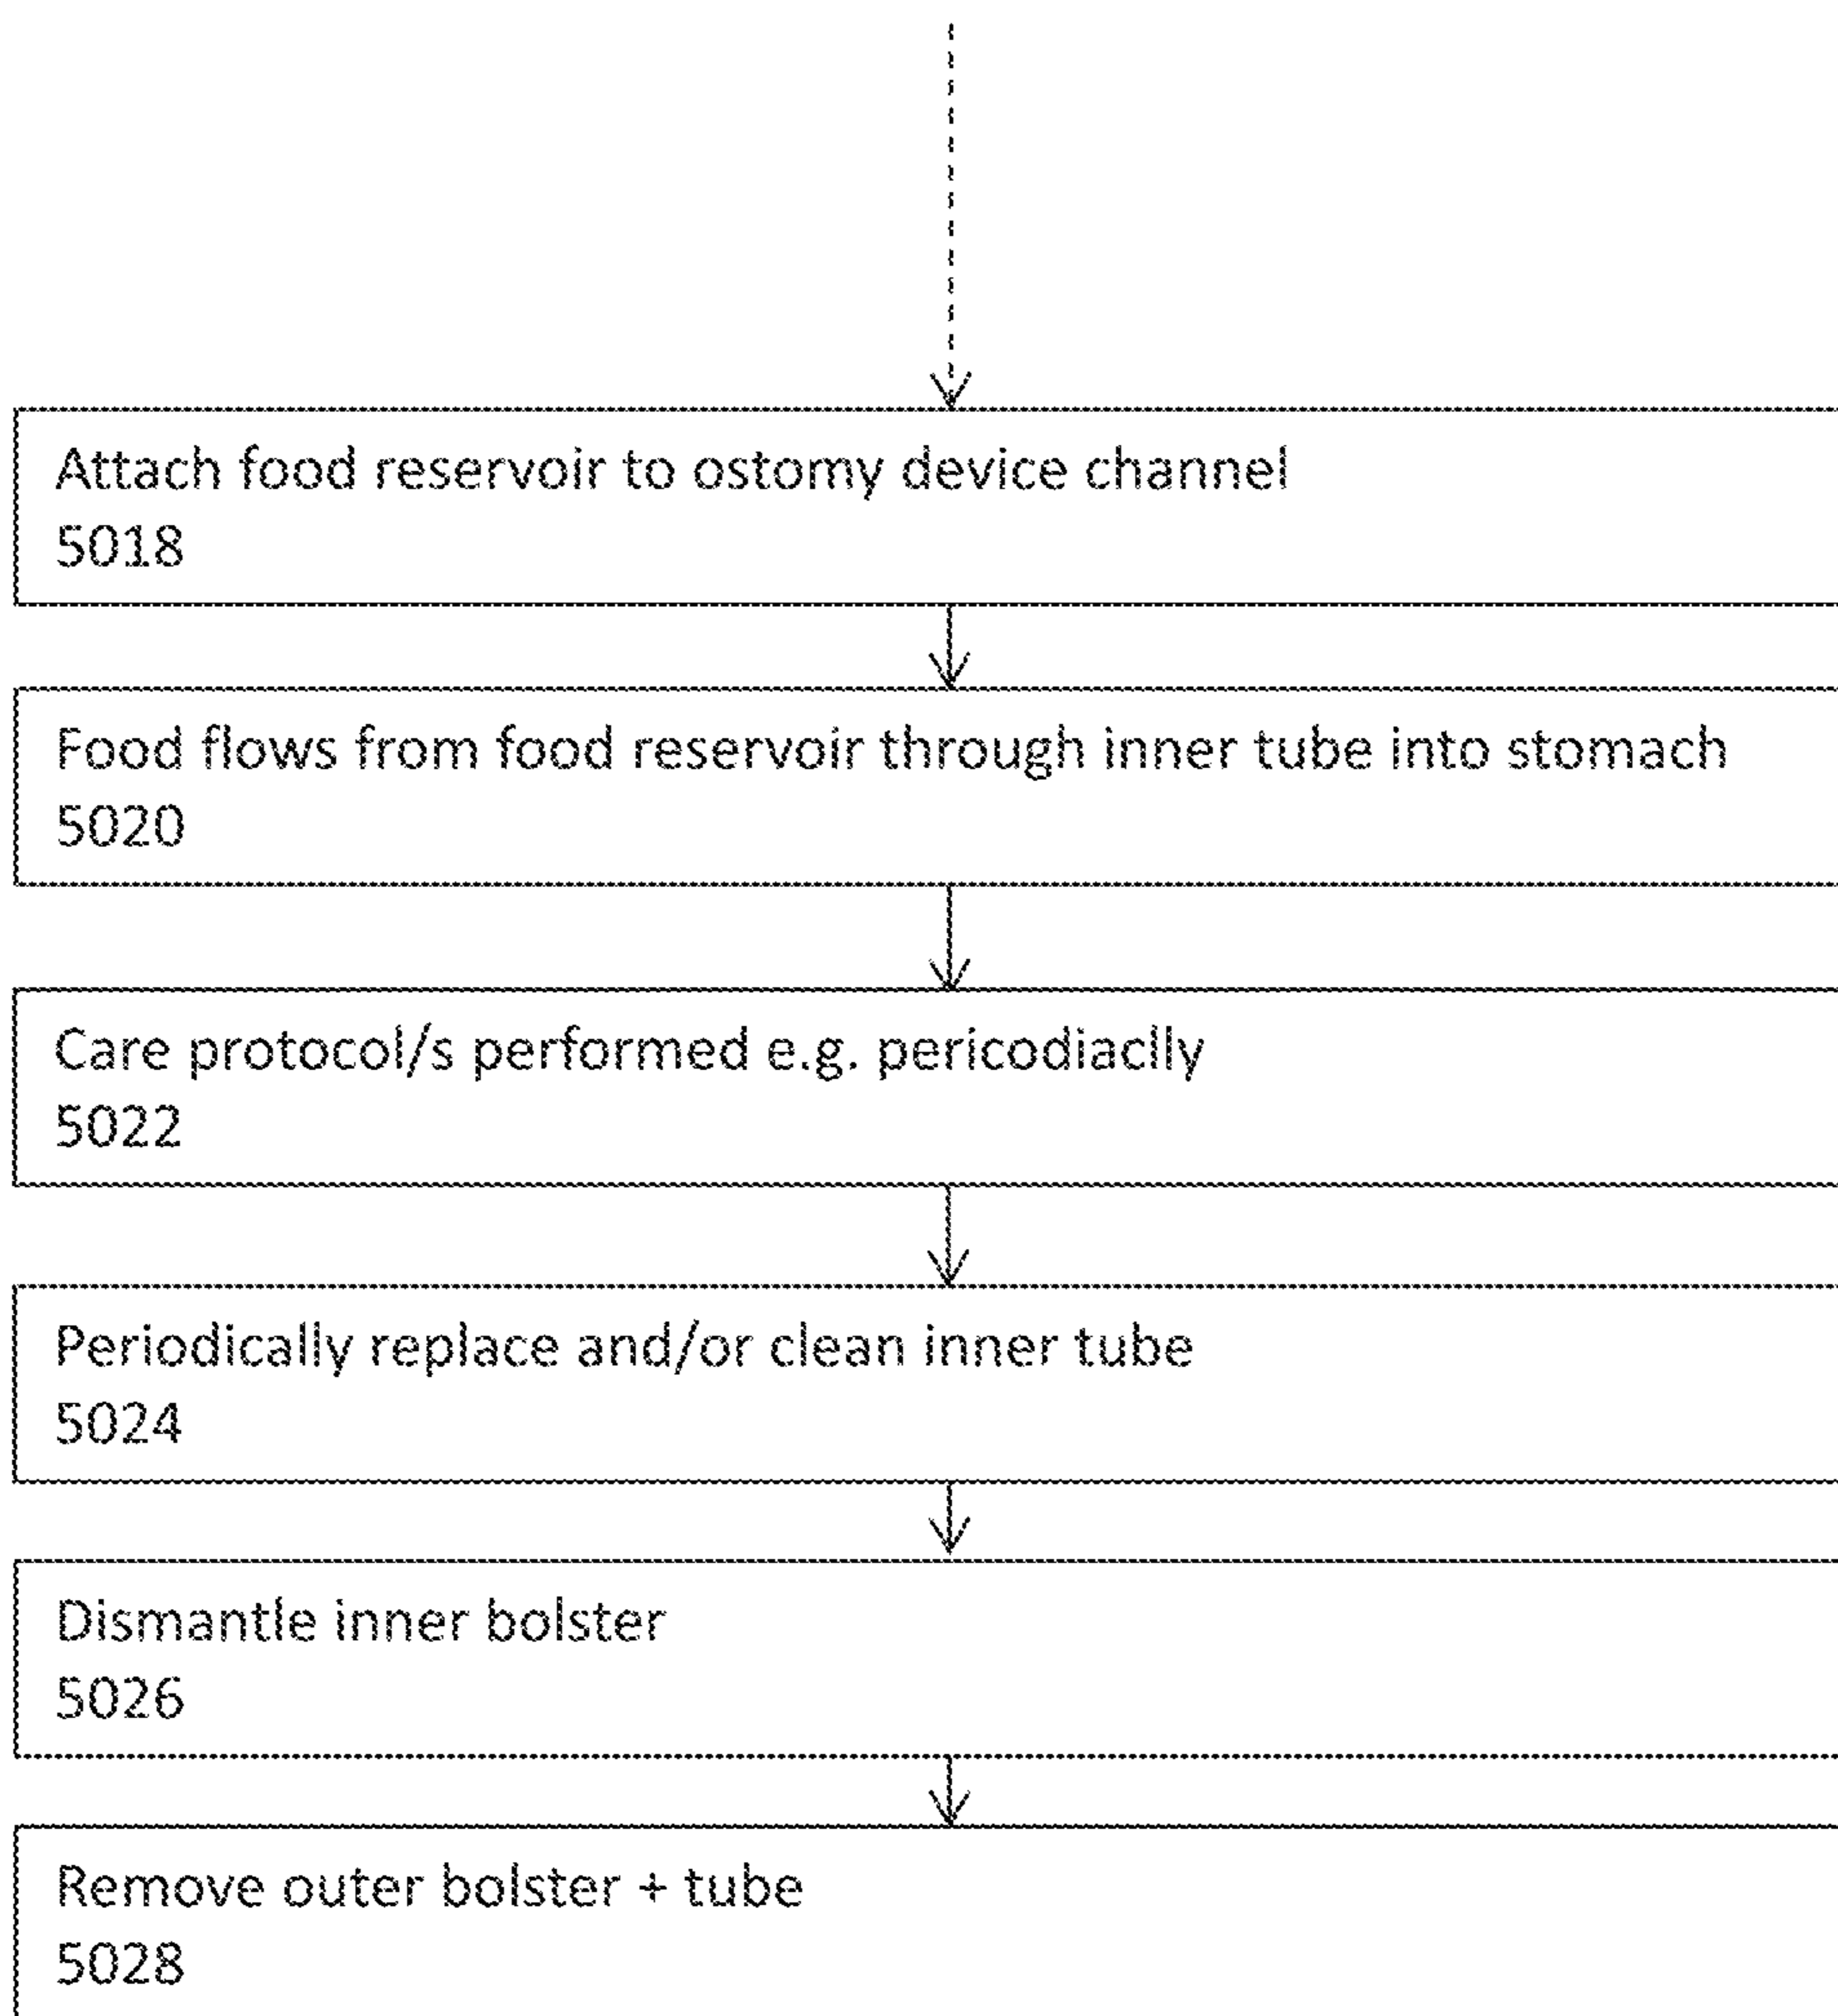 Attach food reservoir to ostomy device channel
5018
Food flows from food reservoir through inner tube into stomach
5020
Care protocol/s performed e.g. pericodiaclly
5022
Periodically replace and/or clean inner tube
5024
Dismantle inner bolster
5026
Remove outer bolster + tube
5028